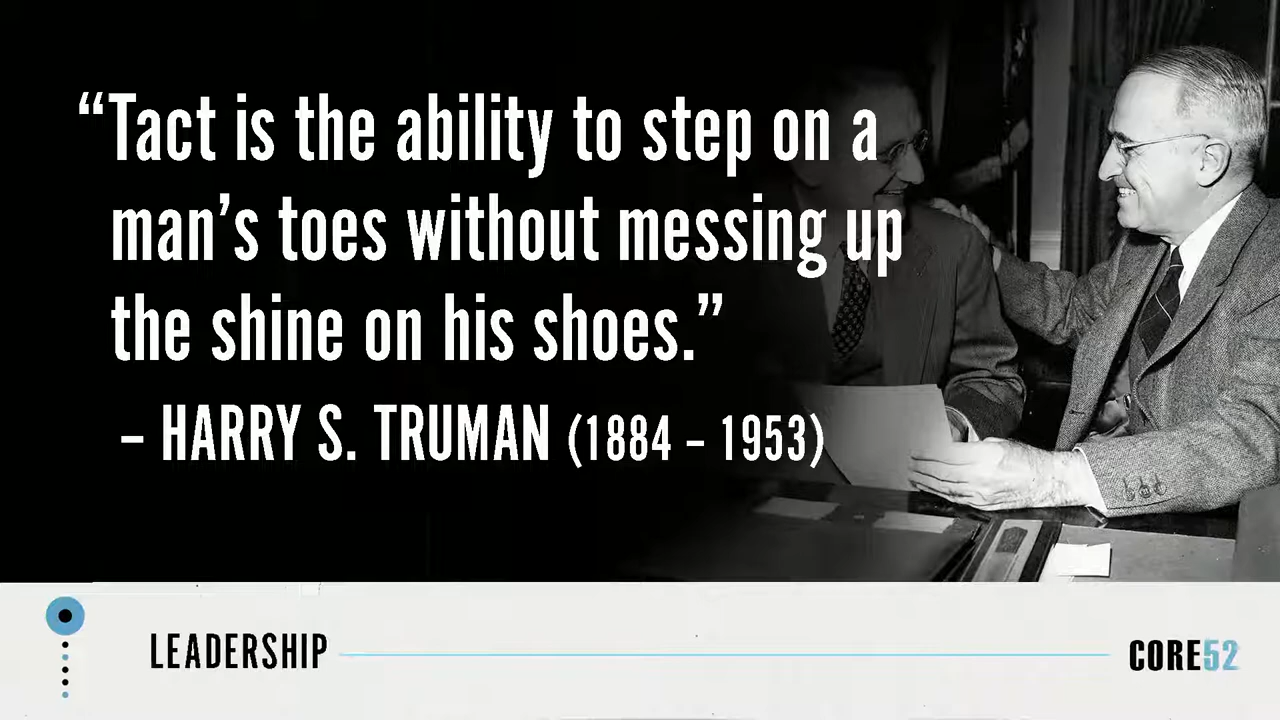 “Tact is the ability to step on a
man’s toes without messing up
the shine on his shoes.”
– HARRY S. TRUMAN (1884 – 1953)
LEADERSHIP
CORE52